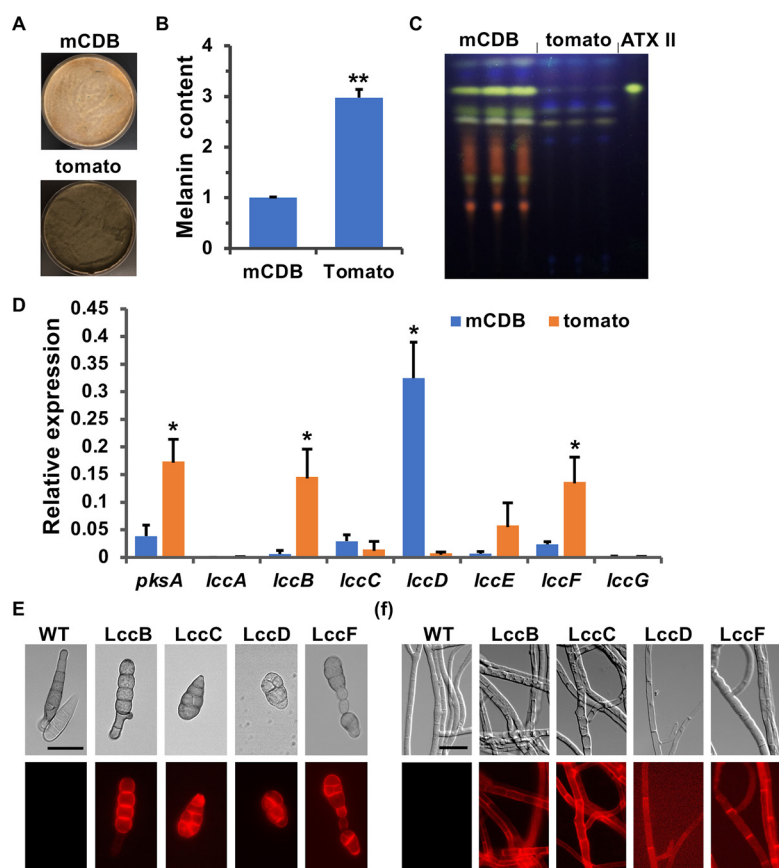 A
mCDB
tomato
B
Melanin content
4
3
2
1
0
**
mCDB Tomato
C
mCDB tomato ATX II
D
Relative expression
0.45
0.4
0.35
0.3
0.25
0.2
0.15
0.1
0.05
0
mCDB tomato
* * * *
pksA lccA lccB lccC lccD lccE lccF lccG
E
WT LccB LccC LccD LccF
(f)
WT LccB LccC LccD LccF